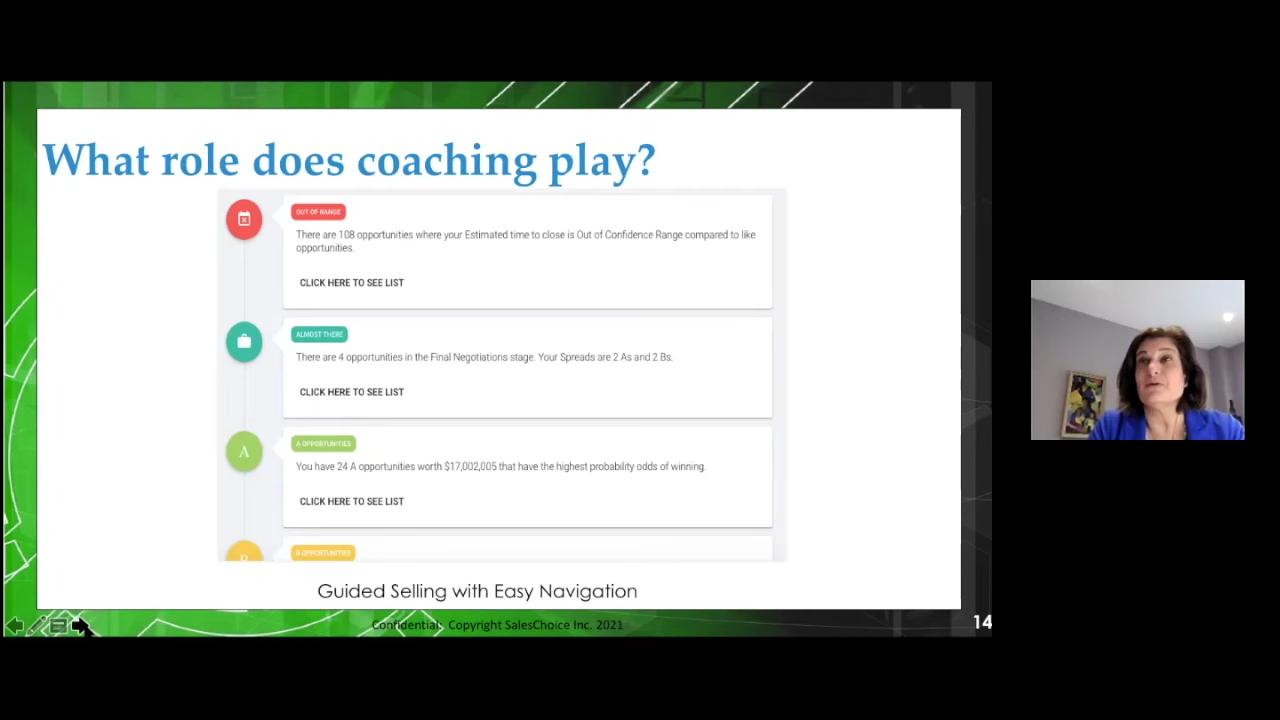 What role does coaching play?
OUT OF RANGE
There are 108 opportunities where your Estimated time to close is Out of Confidence Range compared to like
opportunities.
CLICK HERE TO SEE LIST
ALMOST THERE
There are 4 opportunities in the Final Negotiations stage. Your Spreads are 2 As and 2 Bs.
CLICK HERE TO SEE LIST
A
A OPPORTUNITIES
You have 24 A opportunities worth $17,002,005 that have the highest probability odds of winning.
CLICK HERE TO SEE LIST
B
B OPPORTUNITIES
Guided Selling with Easy Navigation
Confidential: Copyright SalesChoice Inc. 2021
14